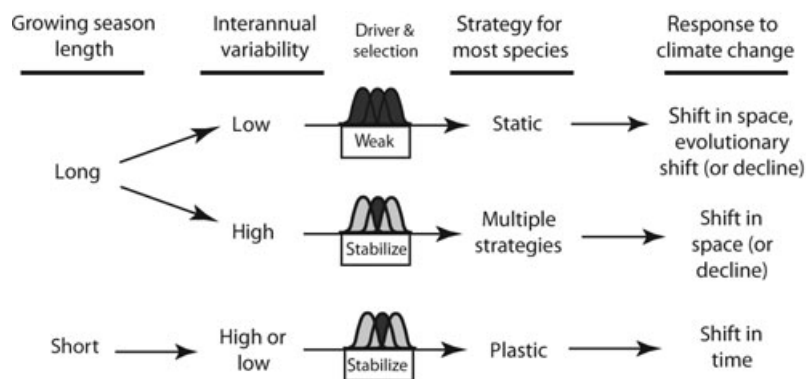 Growing season
length
Interannual
variability
Driver &
selection
Strategy for
most species
Response to
climate change
Long
Low
Weak
Static
Shift in space,
evolutionary
shift (or decline)
High
Stabilize
Multiple
strategies
Shift in
space (or
decline)
Short
High or
low
Stabilize
Plastic
Shift in
time